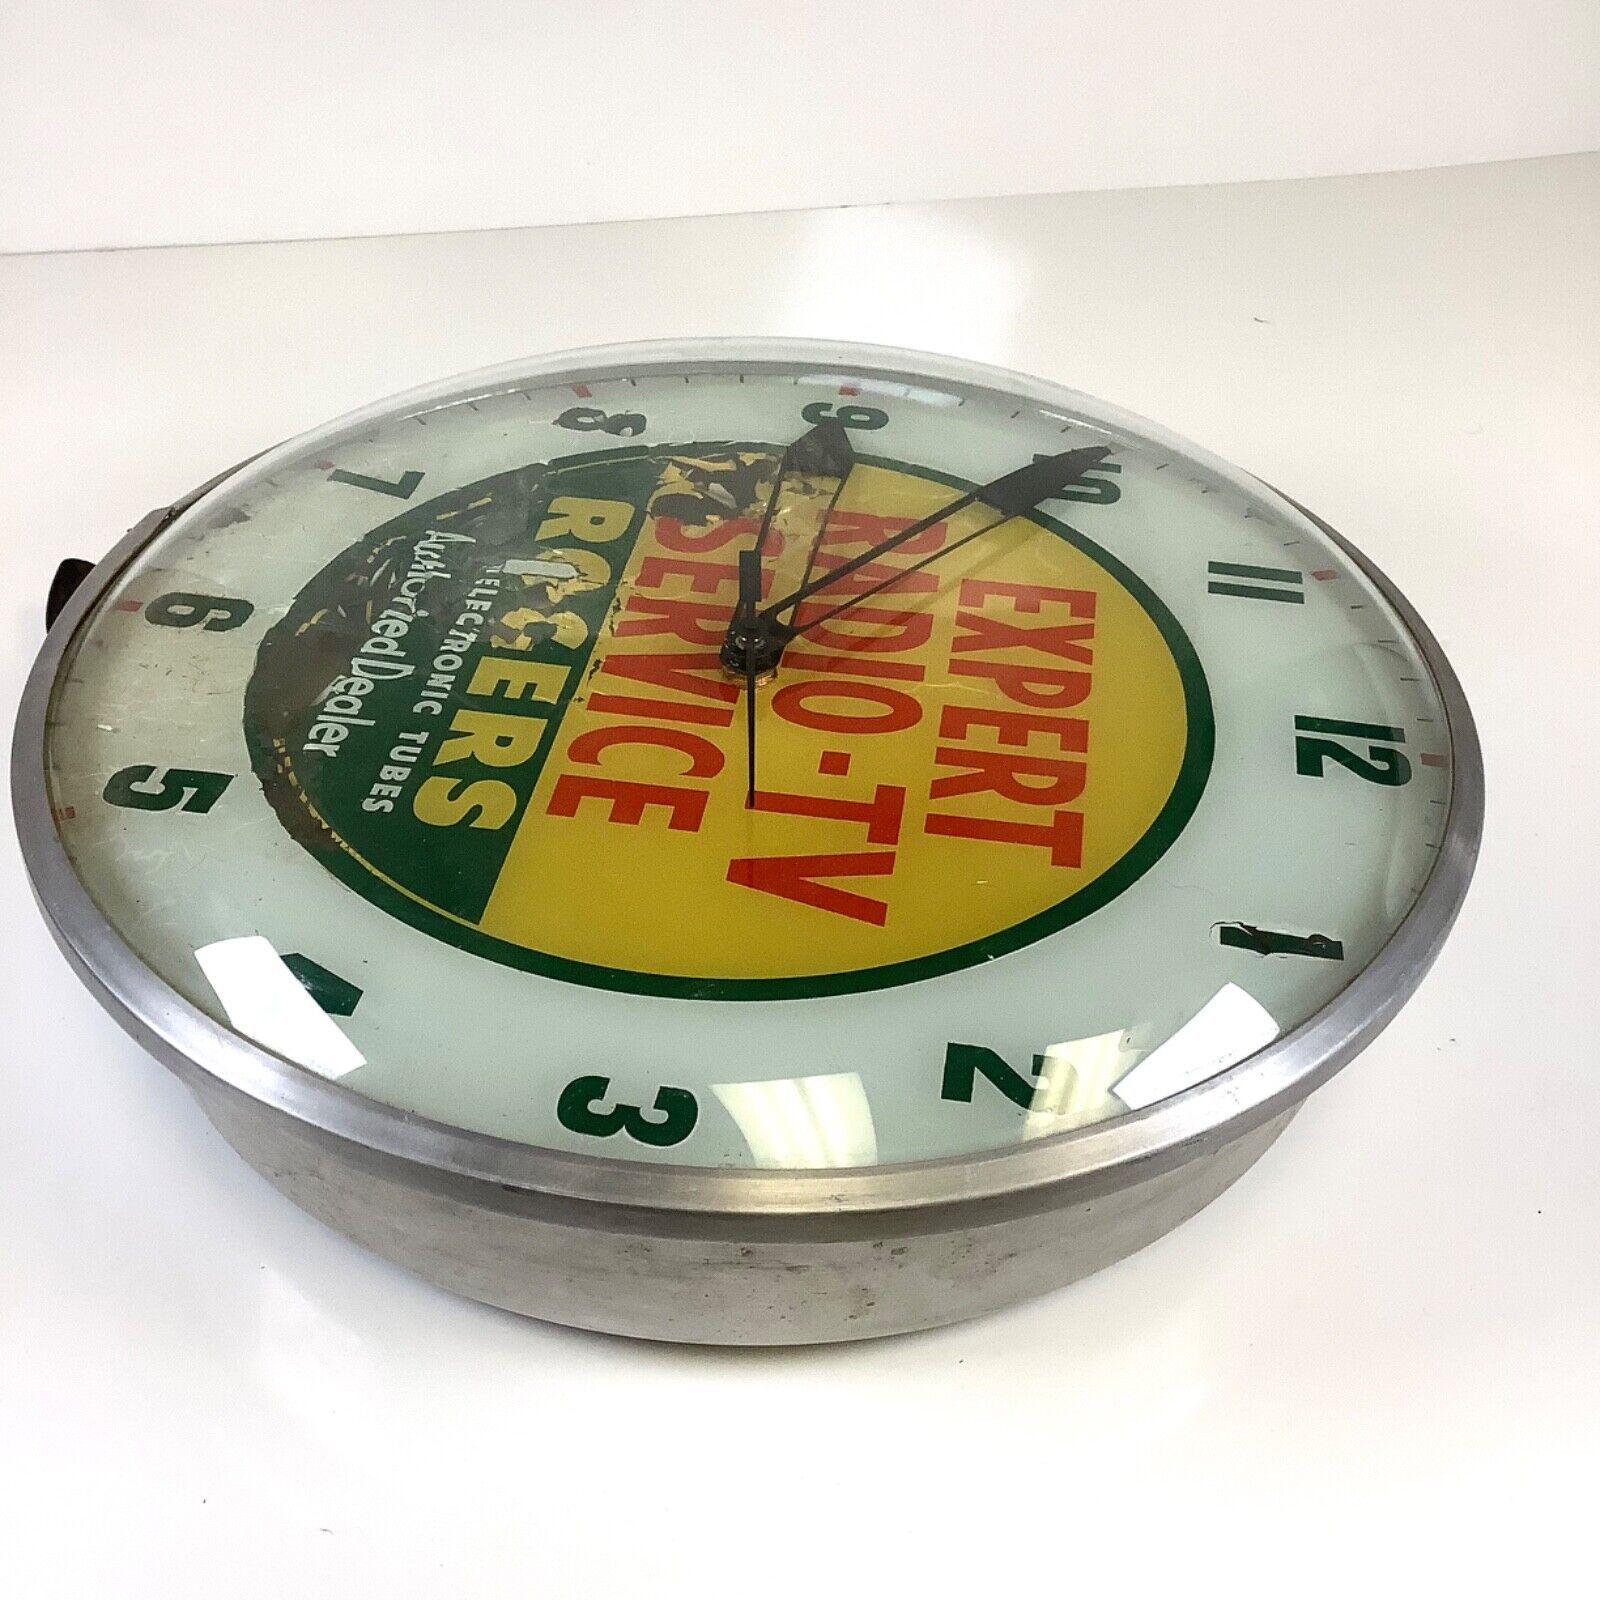 12
1
2
3
4
5
6
7
8
9
10
11
EXPERT
RADIO-TV
SERVICE
ROGERS
ELECTRONIC TUBES
Authorized Dealer